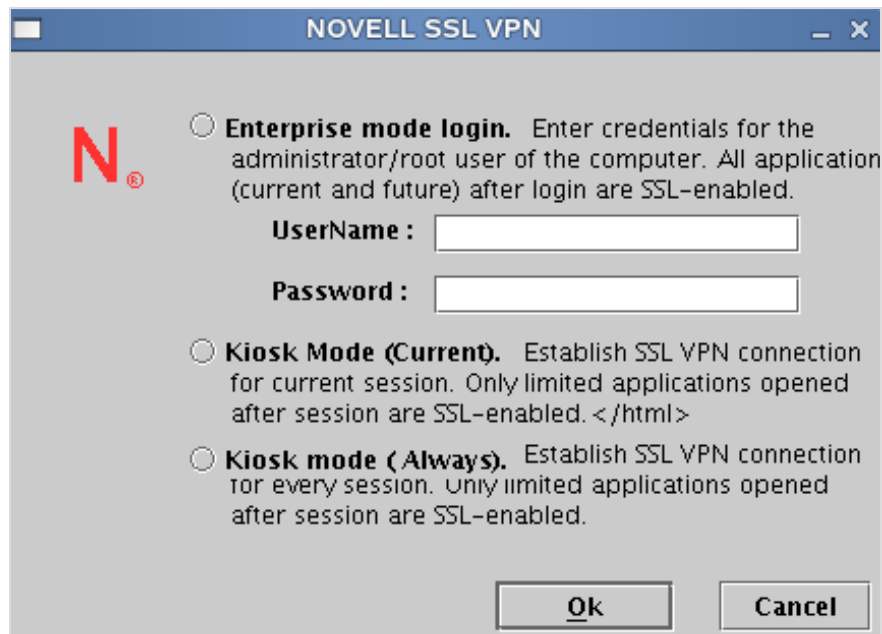 NOVELL SSL VPN
N®
Enterprise mode login. Enter credentials for the
administrator/root user of the computer. All application
(current and future) after login are SSL-enabled.
UserName :
Password :
Kiosk Mode (Current). Establish SSL VPN connection
for current session. Only limited applications opened
after session are SSL-enabled.</html>
Kiosk mode ( Always). Establish SSL VPN connection
for every session. Only limited applications opened
after session are SSL-enabled.
Ok
Cancel